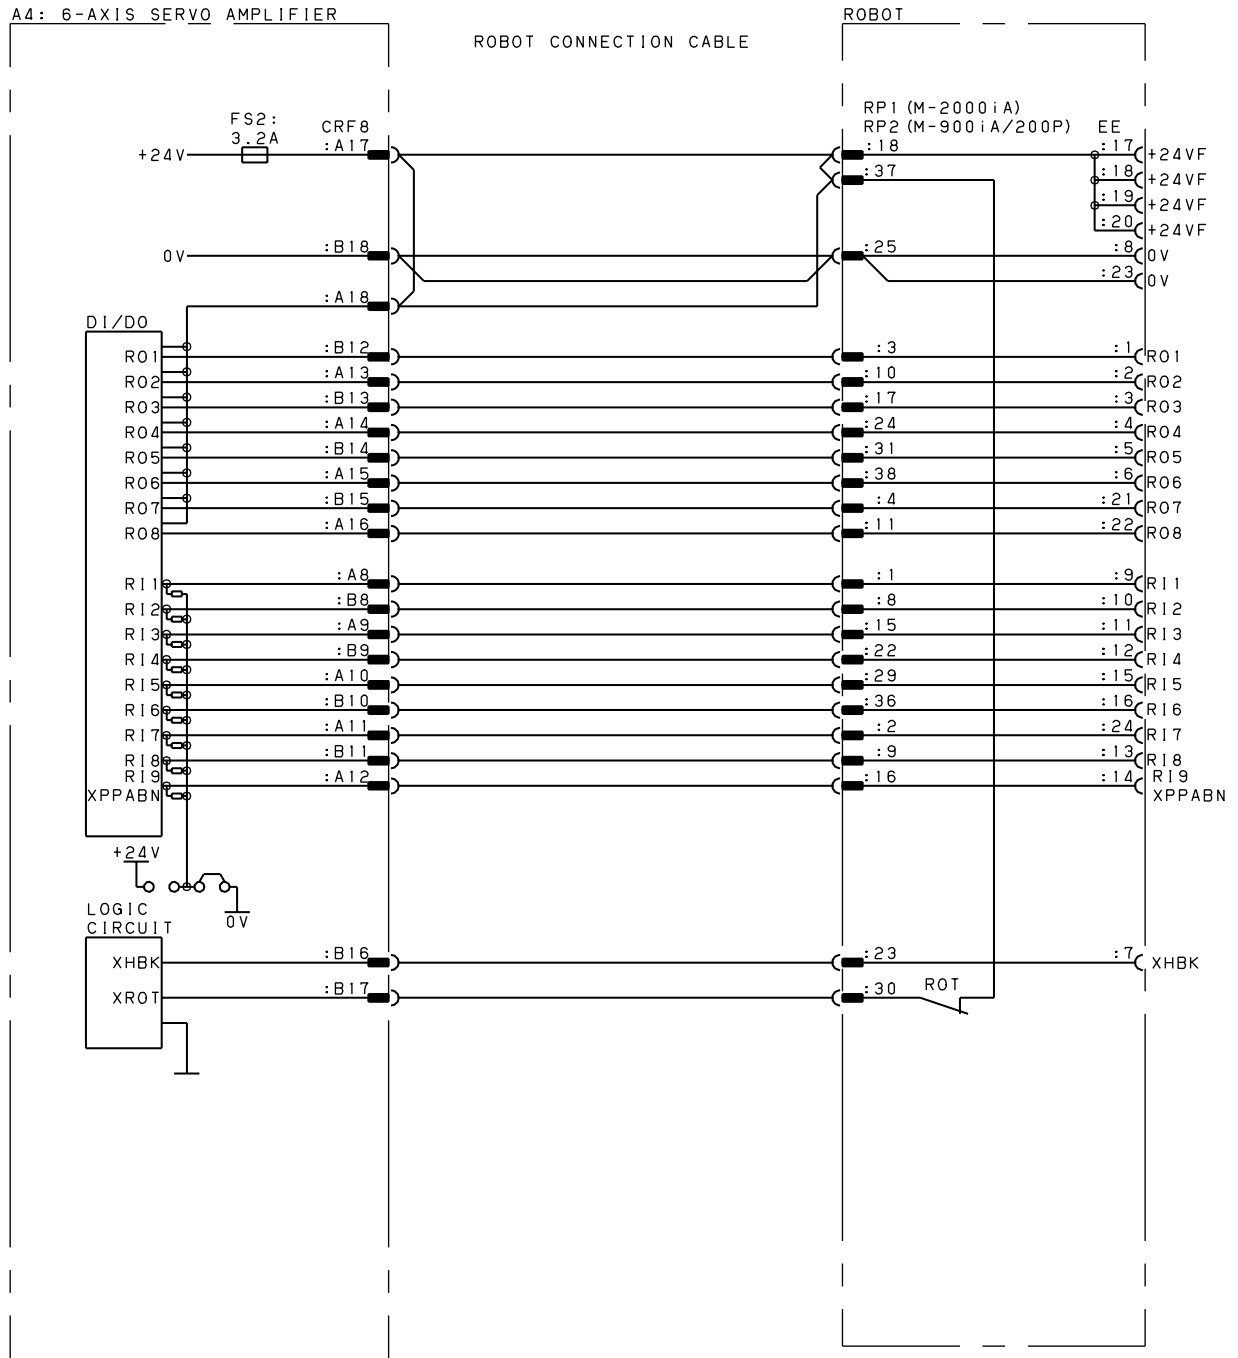 A4: 6-AXIS SERVO AMPLIFIER
ROBOT
ROBOT CONNECTION CABLE
RP1 (M-2000iA)
FS2:
CRF8
RP2 (M-900iA/200P)
EE
3.2A
:A17
:18
:17
+24V
+24VF
:37
:18
+24VF
:19
+24VF
:20
+24VF
:B18
:25
:8
0V
0V
:23
0V
:A18
DI/DO
RO1
:B12
:3
:1
RO1
RO2
:A13
:10
:2
RO2
RO3
:B13
:17
:3
RO3
RO4
:A14
:24
:4
RO4
RO5
:B14
:31
:5
RO5
RO6
:A15
:38
:6
RO6
RO7
:B15
:4
:21
RO7
RO8
:A16
:11
:22
RO8
RI1
:A8
:1
:9
RI1
RI2
:B8
:8
:10
RI2
RI3
:A9
:15
:11
RI3
RI4
:B9
:22
:12
RI4
RI5
:A10
:29
:15
RI5
RI6
:B10
:36
:16
RI6
RI7
:A11
:2
:24
RI7
RI8
:B11
:9
:13
RI8
RI9
:A12
:16
:14
RI9
XPPABN
XPPABN
+24V
0V
LOGIC
CIRCUIT
XHBK
:B16
:23
:7
XHBK
XROT
:B17
:30
ROT